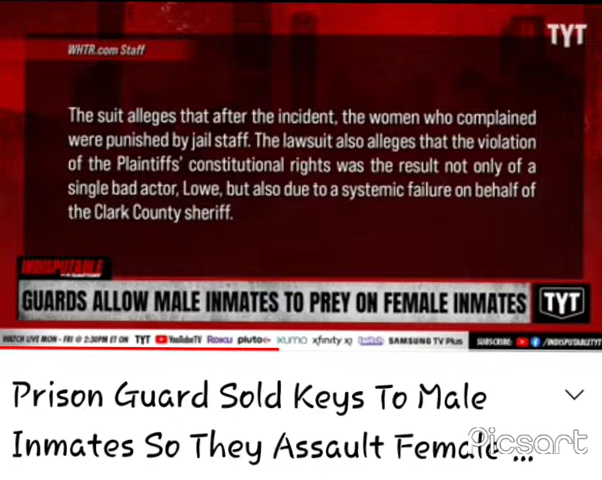 WHTR.com Staff
TYT
The suit alleges that after the incident, the women who complained
were punished by jail staff. The lawsuit also alleges that the violation
of the Plaintiffs' constitutional rights was the result not only of a
single bad actor, Lowe, but also due to a systemic failure on behalf of
the Clark County sheriff.
INDISPUTABLE
GUARDS ALLOW MALE INMATES TO PREY ON FEMALE INMATES TYT
WATCH LIVE MON - FRI @ 2:30PM ET ON TYT YouTubeTV Roku pluto xumo xfinity twitch SAMSUNG TV Plus SUBSCRIBE: /INDISPUTABLETYT
Prison Guard Sold Keys To Male
Inmates So They Assault Female ...
Picsart